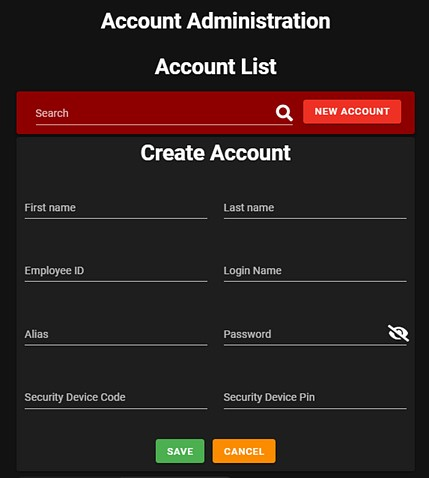 Account Administration
Account List
Search
NEW ACCOUNT
Create Account
First name
Last name
Employee ID
Login Name
Alias
Password
Security Device Code
Security Device Pin
SAVE
CANCEL